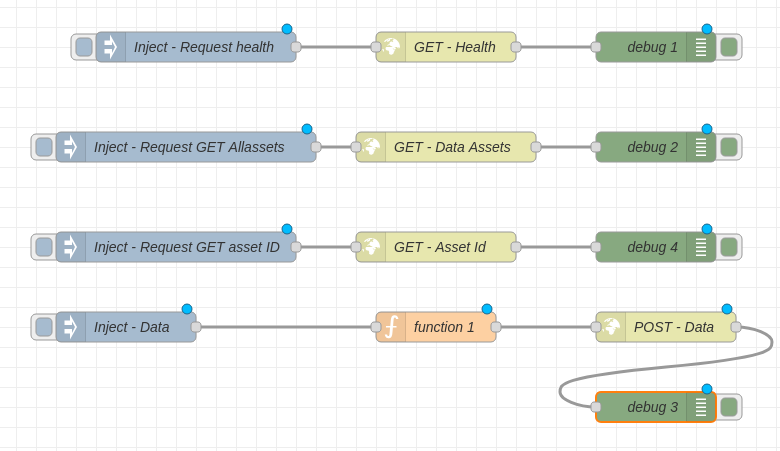 Inject - Request health
GET - Health
debug 1
Inject - Request GET Allassets
GET - Data Assets
debug 2
Inject - Request GET asset ID
GET - Asset Id
debug 4
Inject - Data
function 1
POST - Data
debug 3